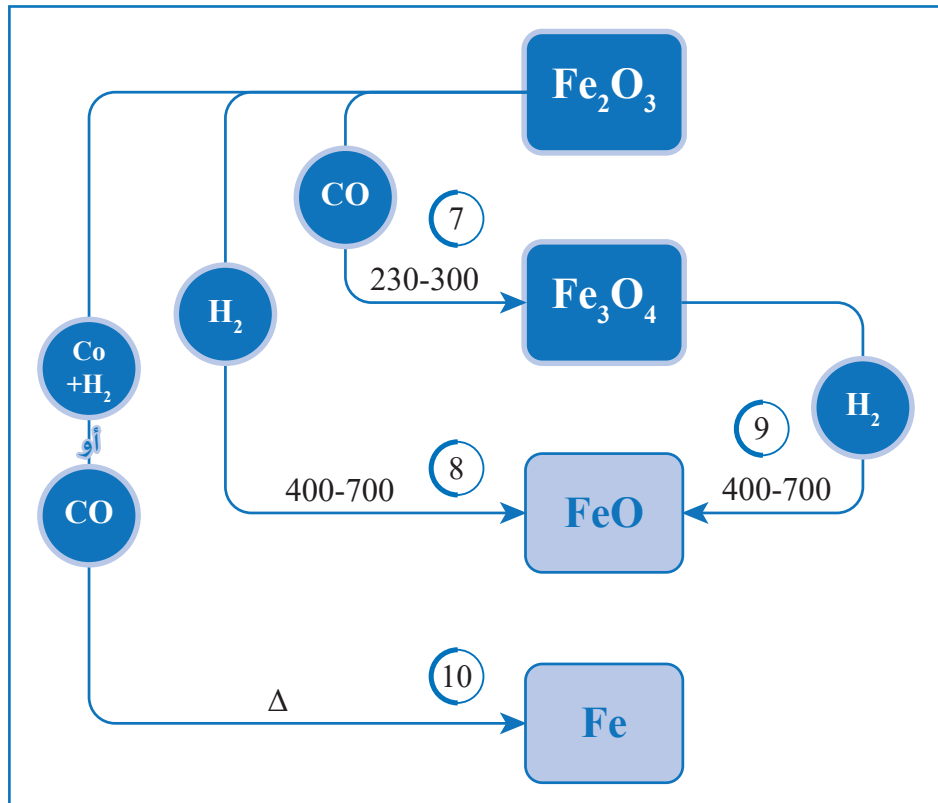 Fe₂O₃
CO
7
230-300
Fe₃O₄
H₂
Co
+H₂
أو
CO
H₂
9
8
400-700
FeO
400-700
10
Δ
Fe